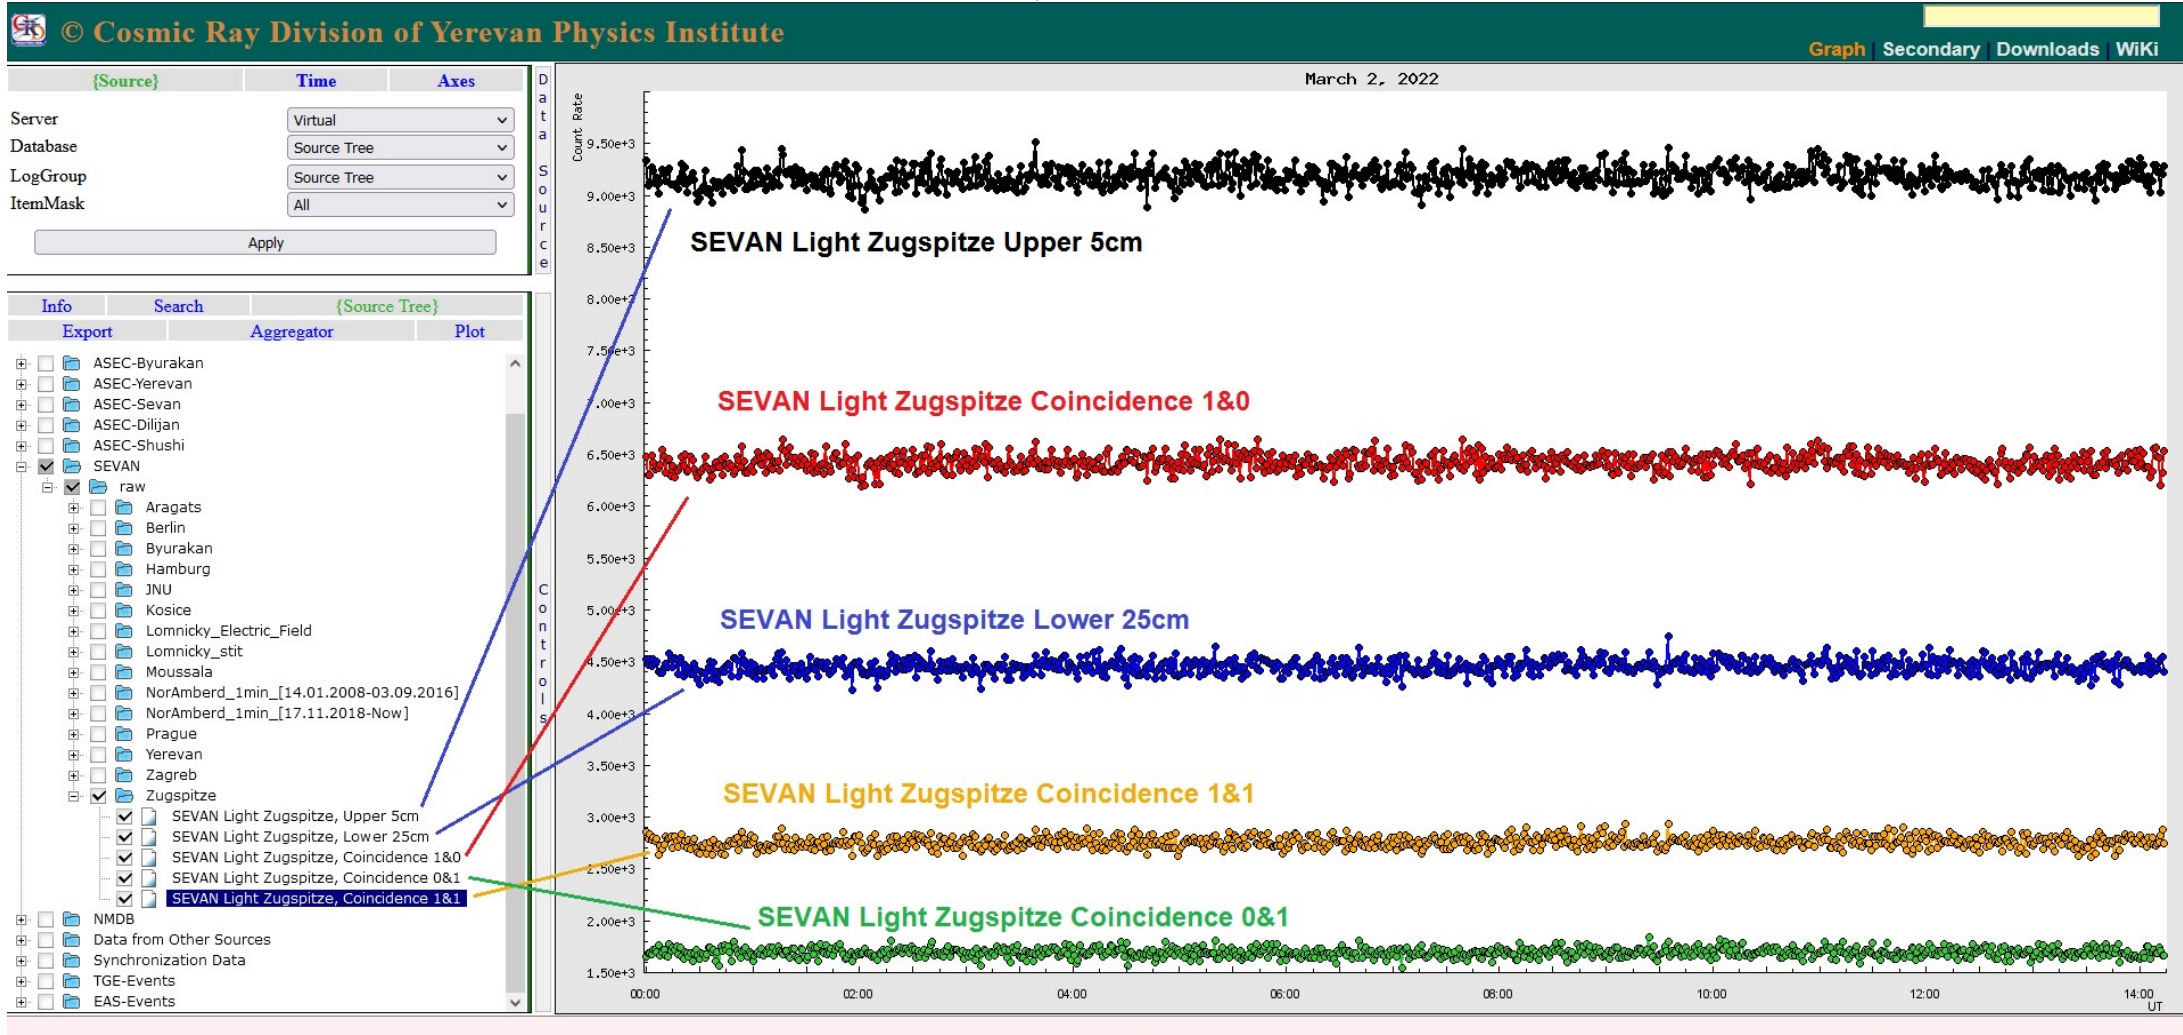 © Cosmic Ray Division of Yerevan Physics Institute
Graph | Secondary | Downloads | WiKi
{Source} Time Axes
Server Virtual
Database Source Tree
LogGroup Source Tree
ItemMask All
Apply
Data Source
Info Search {Source Tree}
Export Aggregator Plot
ASEC-Byurakan
ASEC-Yerevan
ASEC-Sevan
ASEC-Dilijan
ASEC-Shushi
SEVAN
raw
Aragats
Berlin
Byurakan
Hamburg
JNU
Kosice
Lomnicky_Electric_Field
Lomnicky_stit
Moussala
NorAmberd_1min_[14.01.2008-03.09.2016]
NorAmberd_1min_[17.11.2018-Now]
Prague
Yerevan
Zagreb
Zugspitze
SEVAN Light Zugspitze, Upper 5cm
SEVAN Light Zugspitze, Lower 25cm
SEVAN Light Zugspitze, Coincidence 1&0
SEVAN Light Zugspitze, Coincidence 0&1
SEVAN Light Zugspitze, Coincidence 1&1
NMDB
Data from Other Sources
Synchronization Data
TGE-Events
EAS-Events
Controls
March 2, 2022
Count Rate
9.50e+3
9.00e+3
8.50e+3
8.00e+3
7.50e+3
7.00e+3
6.50e+3
6.00e+3
5.50e+3
5.00e+3
4.50e+3
4.00e+3
3.50e+3
3.00e+3
2.50e+3
2.00e+3
1.50e+3
SEVAN Light Zugspitze Upper 5cm
SEVAN Light Zugspitze Coincidence 1&0
SEVAN Light Zugspitze Lower 25cm
SEVAN Light Zugspitze Coincidence 1&1
SEVAN Light Zugspitze Coincidence 0&1
00:00 02:00 04:00 06:00 08:00 10:00 12:00 14:00
UT